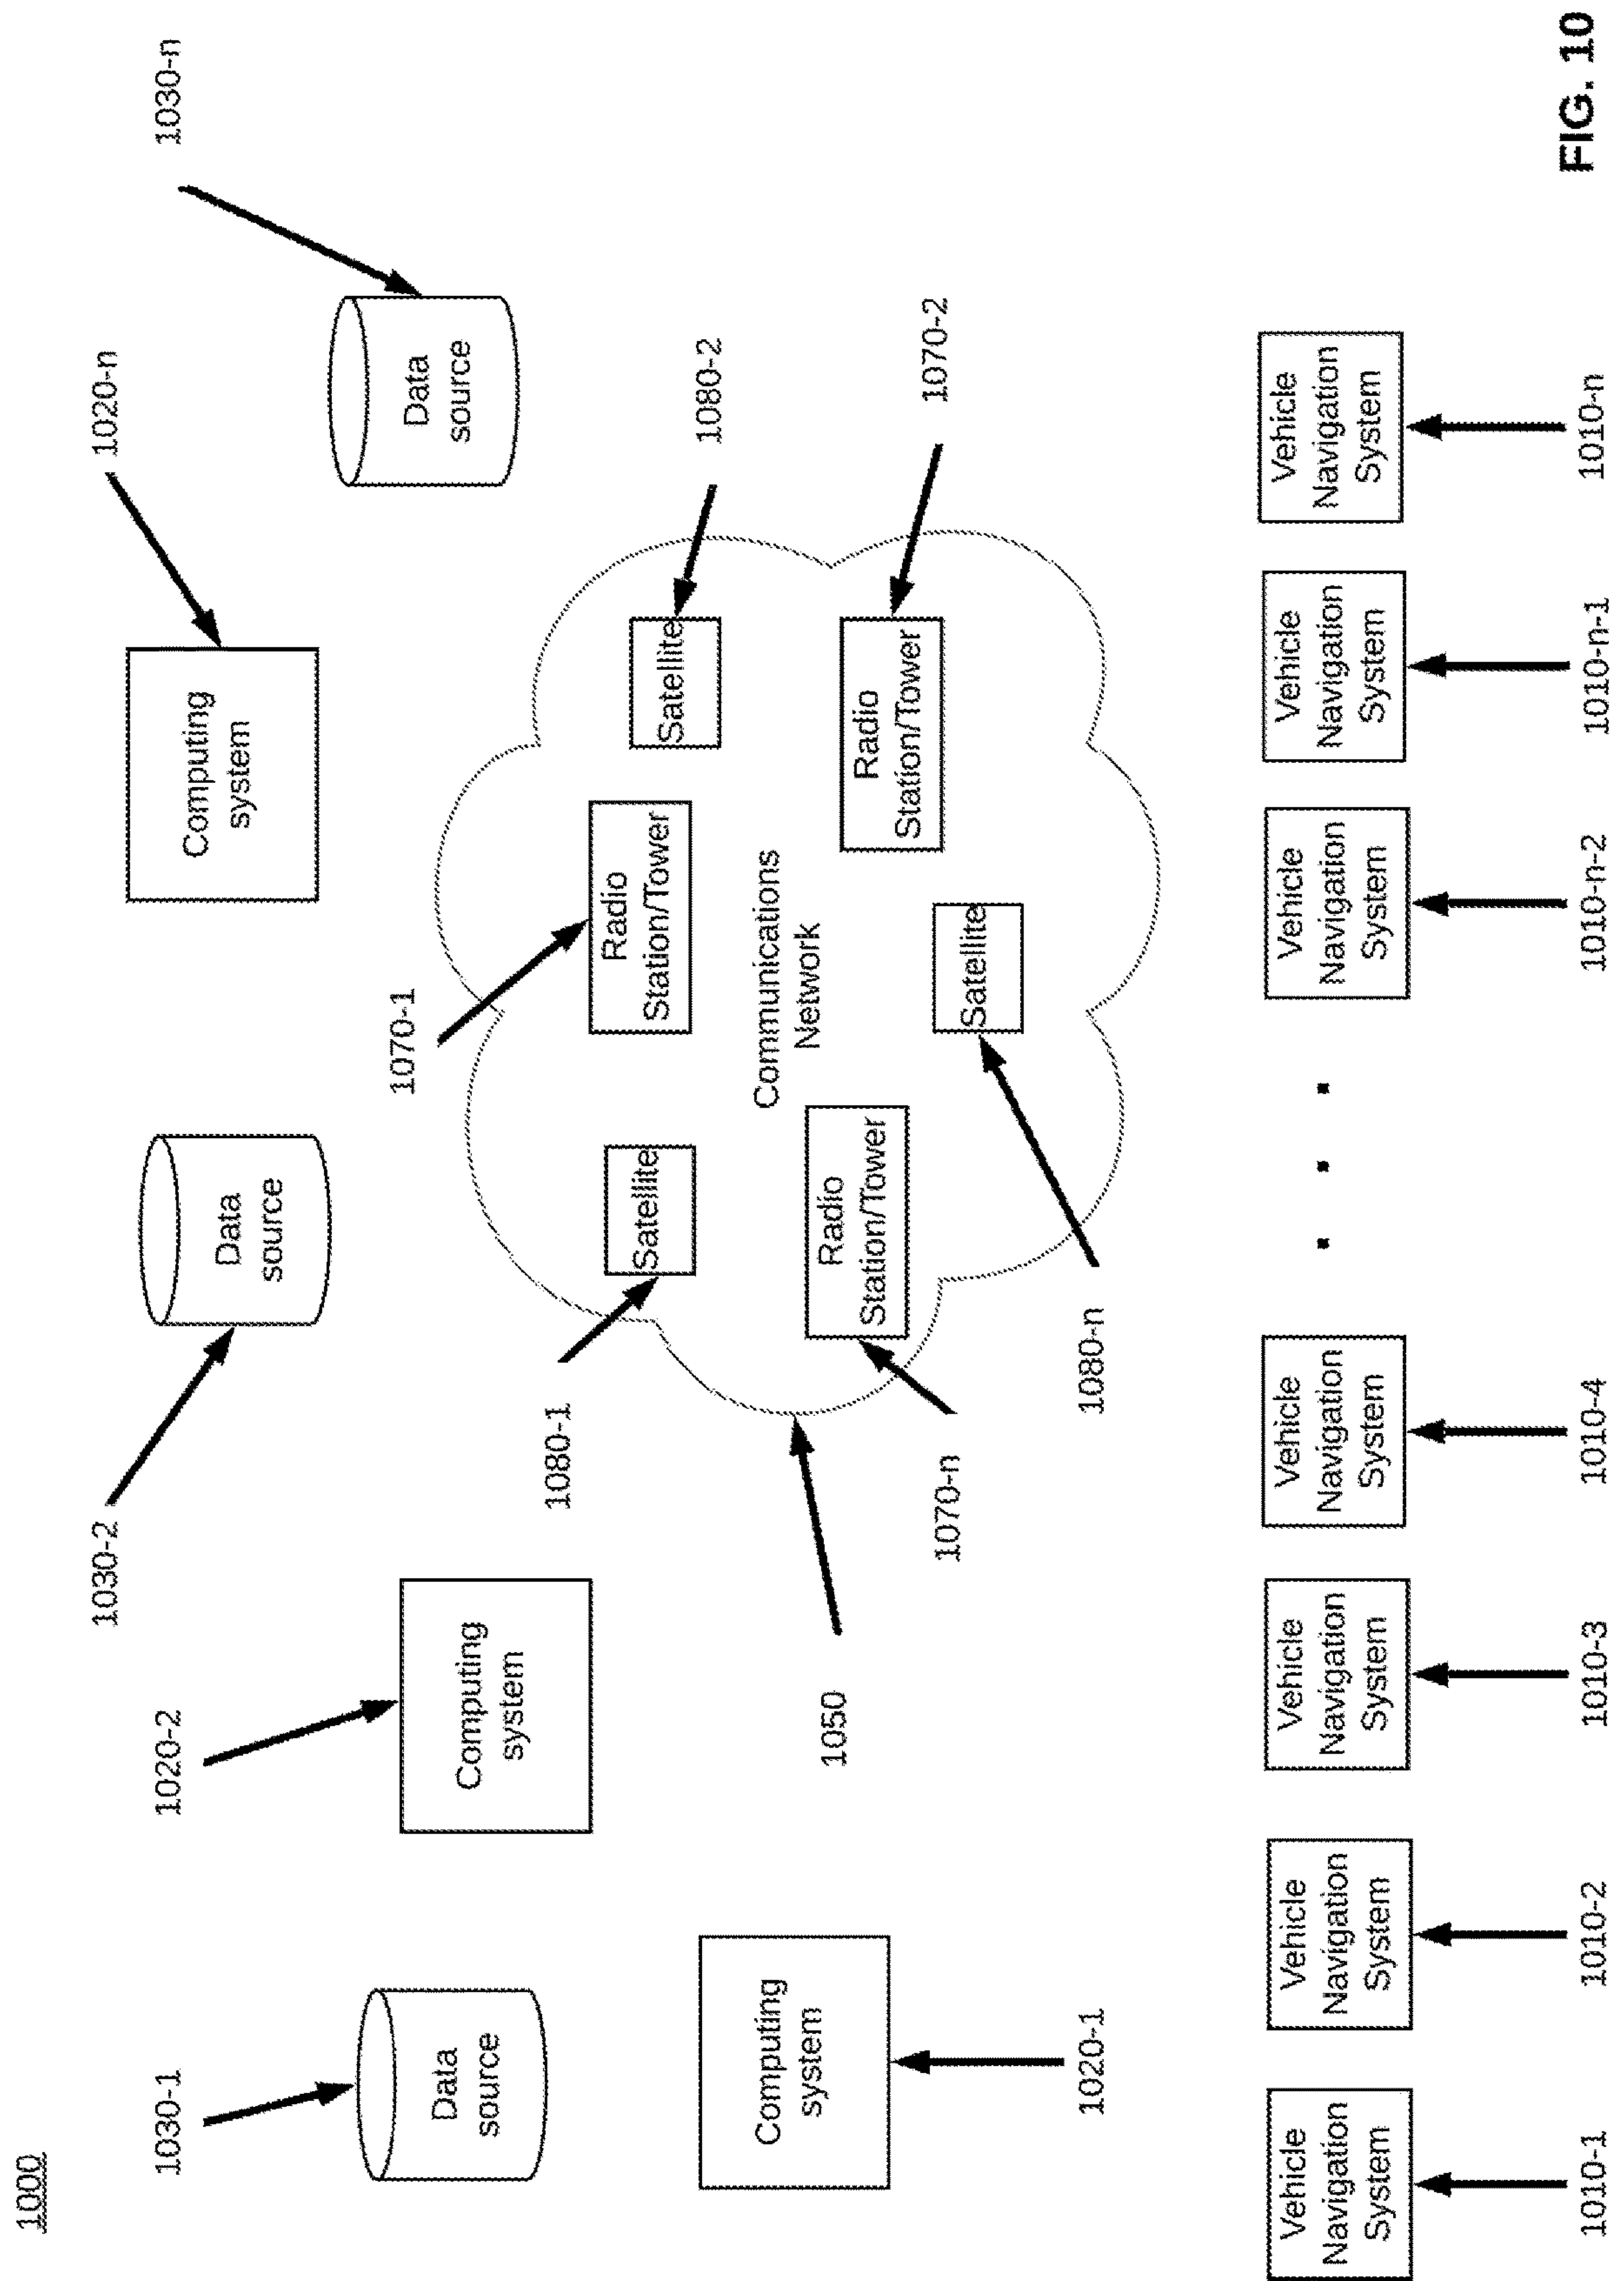 1000
1030-1
Data
source
Computing
system
1020-1
1020-2
Computing
system
1030-2
Data
source
1020-n
Computing
system
1030-n
Data
source
1050
1080-1
Satellite
1070-1
Radio
Station/Tower
Satellite
1080-2
Communications
Network
1070-n
Radio
Station/Tower
1080-n
Satellite
Radio
Station/Tower
1070-2
Vehicle
Navigation
System
1010-1
Vehicle
Navigation
System
1010-2
Vehicle
Navigation
System
1010-3
Vehicle
Navigation
System
1010-4
. . .
Vehicle
Navigation
System
1010-n-2
Vehicle
Navigation
System
1010-n-1
Vehicle
Navigation
System
1010-n
FIG. 10